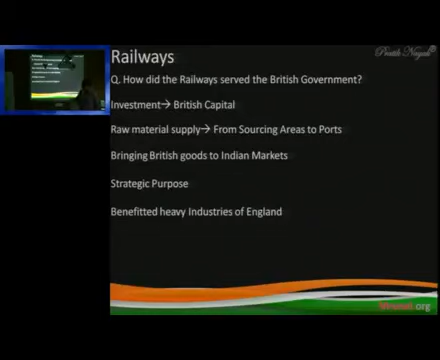 Railways
Pratik Nayak
Q. How did the Railways served the British Government?
Investment→ British Capital
Raw material supply→ From Sourcing Areas to Ports
Bringing British goods to Indian Markets
Strategic Purpose
Benefitted heavy Industries of England
.org